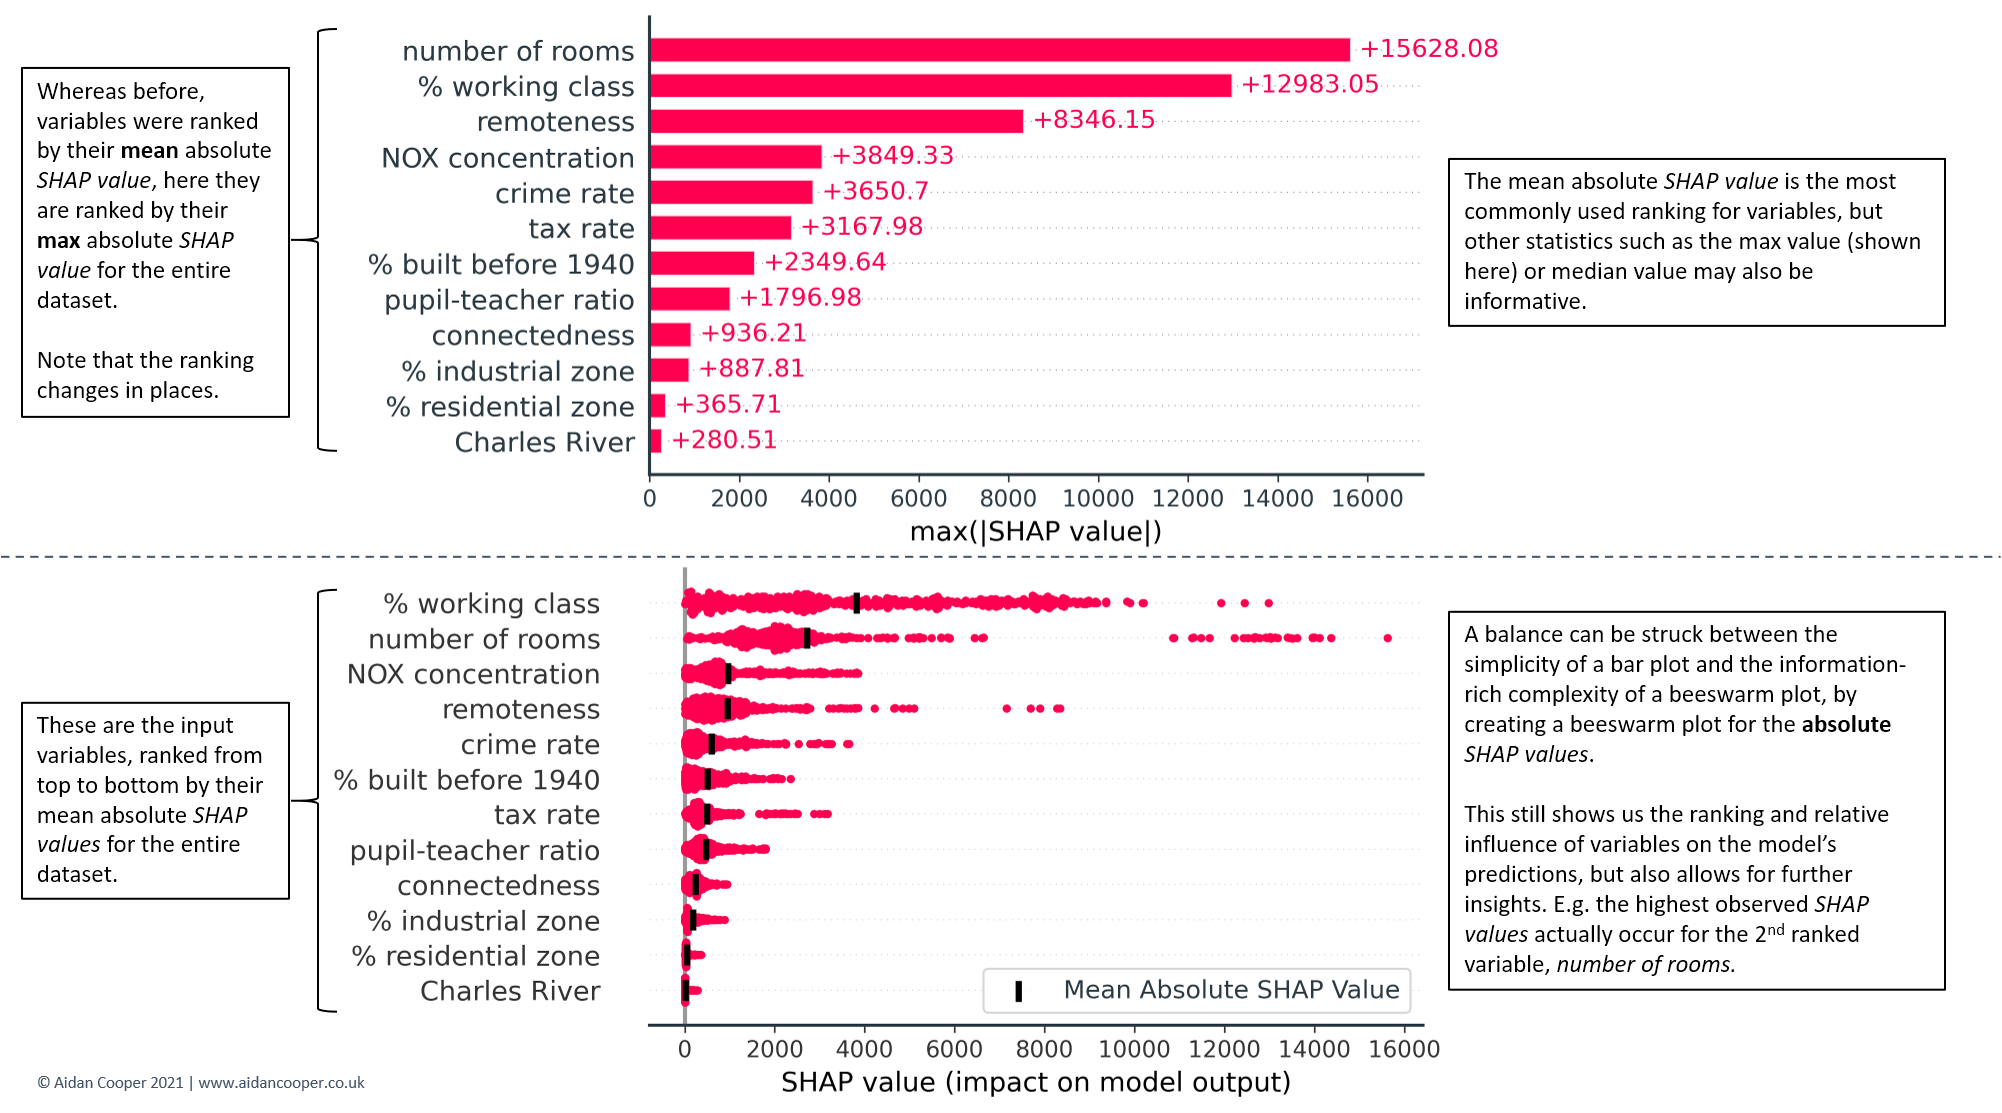 Whereas before,
variables were ranked
by their mean absolute
SHAP value, here they
are ranked by their
max absolute SHAP
value for the entire
dataset.
Note that the ranking
changes in places.
number of rooms +15628.08
% working class +12983.05
remoteness +8346.15
NOX concentration +3849.33
crime rate +3650.7
tax rate +3167.98
% built before 1940 +2349.64
pupil-teacher ratio +1796.98
connectedness +936.21
% industrial zone +887.81
% residential zone +365.71
Charles River +280.51
0 2000 4000 6000 8000 10000 12000 14000 16000
max(|SHAP value|)
The mean absolute SHAP value is the most
commonly used ranking for variables, but
other statistics such as the max value (shown
here) or median value may also be
informative.
These are the input
variables, ranked from
top to bottom by their
mean absolute SHAP
values for the entire
dataset.
% working class
number of rooms
NOX concentration
remoteness
crime rate
% built before 1940
tax rate
pupil-teacher ratio
connectedness
% industrial zone
% residential zone
Charles River
Mean Absolute SHAP Value
0 2000 4000 6000 8000 10000 12000 14000 16000
SHAP value (impact on model output)
A balance can be struck between the
simplicity of a bar plot and the information-
rich complexity of a beeswarm plot, by
creating a beeswarm plot for the absolute
SHAP values.
This still shows us the ranking and relative
influence of variables on the model’s
predictions, but also allows for further
insights. E.g. the highest observed SHAP
values actually occur for the 2nd ranked
variable, number of rooms.
© Aidan Cooper 2021 | www.aidancooper.co.uk